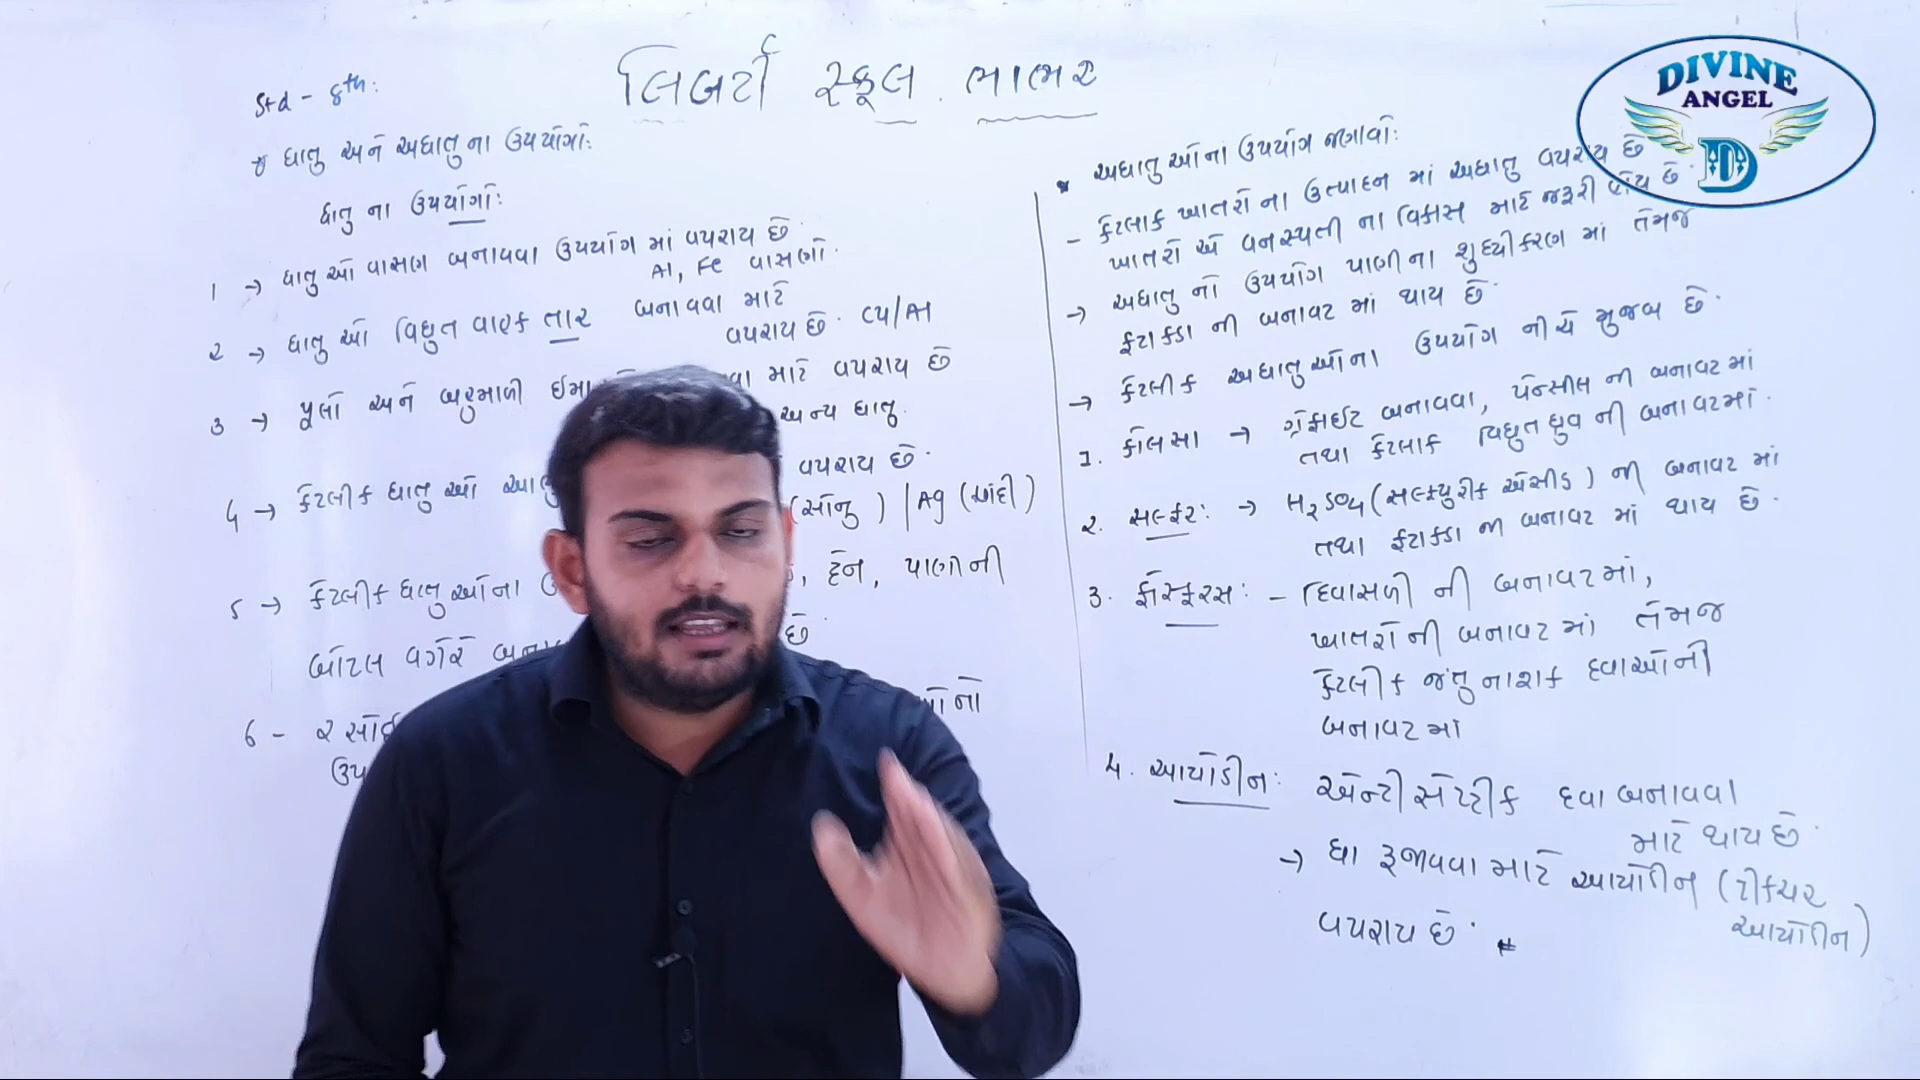 લિબર્ટી સ્કૂલ ભાભર
Std - 8th:
* ધાતુ અને અધાતુ ના ઉપયોગો:
ધાતુ ના ઉપયોગો:
1 → ધાતુ ઓ વાસણ બનાવવા ઉપયોગ માં વપરાય છે.
Al, Fe વાસણો.
૨ → ધાતુ ઓ વિદ્યુત વાહક તાર બનાવવા માટે
વપરાય છે. Cu/Al
૩ → પૂલો અને બહુમાળી માટે વપરાય છે
અન્ય ધાતુ.
4 → કેટલીક ધાતુ ઓ વપરાય છે.
(સોનુ) | Ag (ચાંદી)
5 → કેટલીક ધાતુ ઓના , ટ્રેન, પાણીની
બોટલ વગેરે છે.
6 -
DIVINE
ANGEL
D
* અધાતુ ઓનાં ઉપયોગ જણાવો:
- કેટલાક ખાતરો ના ઉત્પાદન માં અધાતુ વપરાય છે
ખાતરો એ વનસ્પતી ના વિકાસ માટે જરૂરી હોય છે.
→ અધાતુ નો ઉપયોગ પાણીના શુદ્ધીકરણ માં તેમજ
ફટાકડા ની બનાવટ માં થાય છે.
→ કેટલીક અધાતુ ઓના ઉપયોગ નીચે મુજબ છે.
1. કોલસા → ગ્રેફાઈટ બનાવવા, પેન્સીલ ની બનાવટ માં
તથા કેટલાક વિદ્યુત ધ્રુવ ની બનાવટમાં.
૨. સલ્ફર: → H2SO4 (સલ્ફ્યુરીક એસીડ) ની બનાવટ માં
તથા ફટાકડા ની બનાવટ માં થાય છે.
3. ફોસ્ફરસ: - દિવાસળી ની બનાવટમાં,
ખાતરોની બનાવટ માં તેમજ
કેટલીક જંતુ નાશક દવાઓની
બનાવટ માં
4. આયોડીન: એન્ટીસેપ્ટીક દવા બનાવવા
માટે થાય છે.
→ ઘા રૂજાવવા માટે આયોડીન (ટીંક્ચર
આયોડીન)
વપરાય છે.